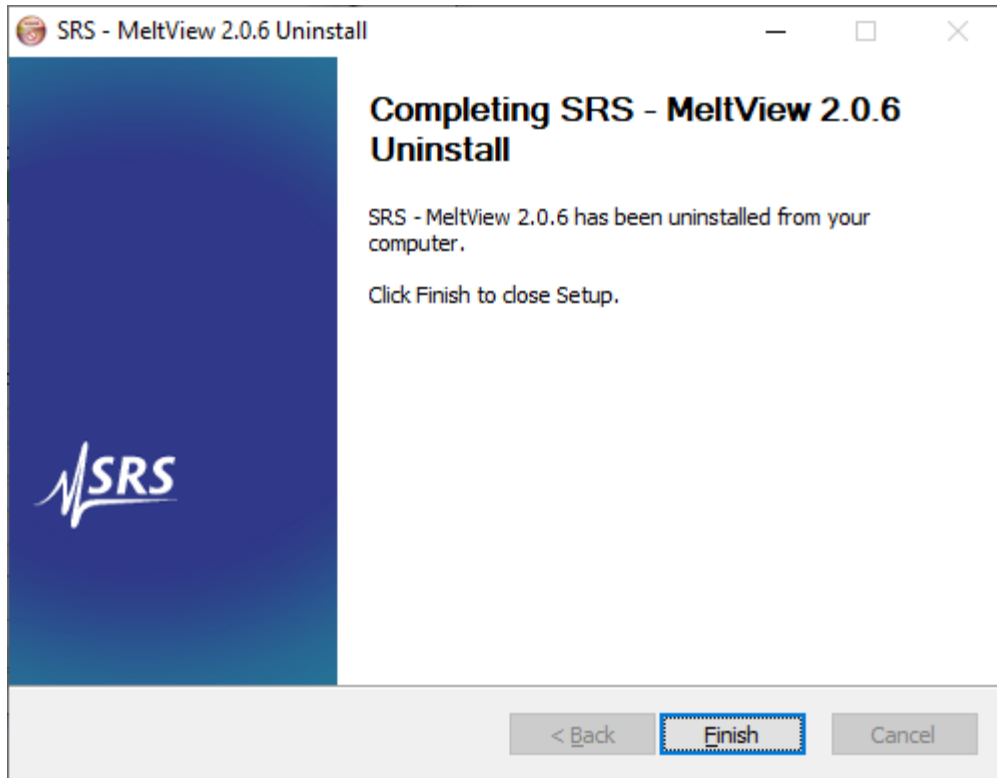 SRS - MeltView 2.0.6 Uninstall
Completing SRS - MeltView 2.0.6
Uninstall
SRS - MeltView 2.0.6 has been uninstalled from your
computer.
Click Finish to close Setup.
SRS
< Back
Finish
Cancel